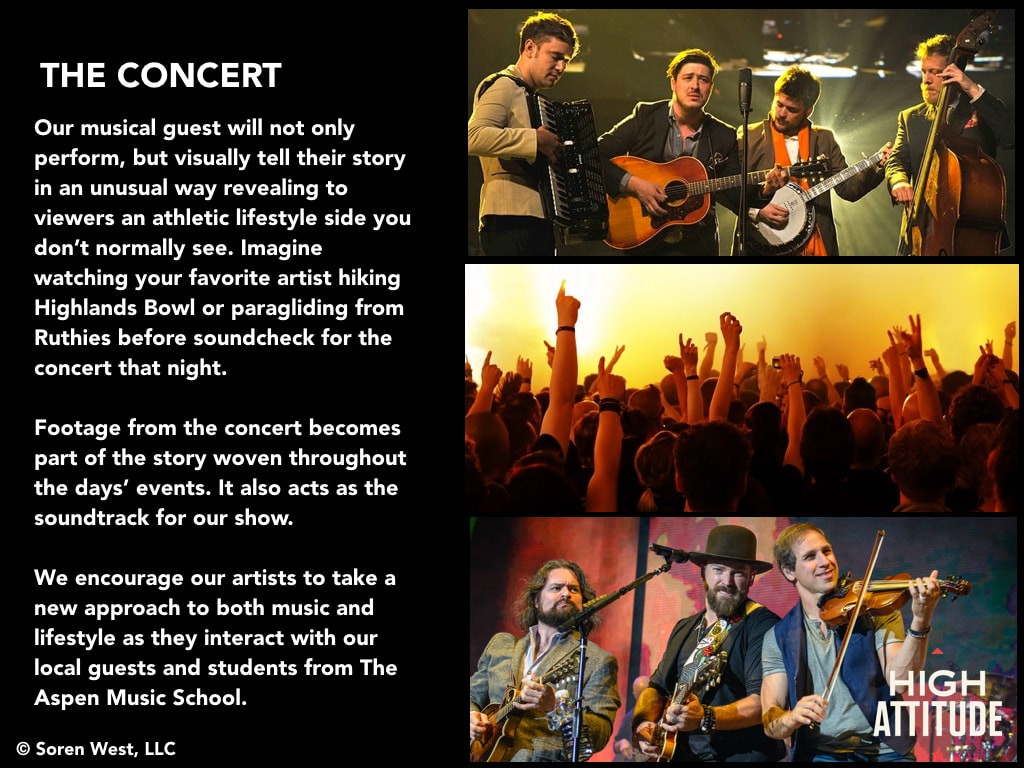 THE CONCERT
Our musical guest will not only
perform, but visually tell their story
in an unusual way revealing to
viewers an athletic lifestyle side you
don’t normally see. Imagine
watching your favorite artist hiking
Highlands Bowl or paragliding from
Ruthies before soundcheck for the
concert that night.
Footage from the concert becomes
part of the story woven throughout
the days’ events. It also acts as the
soundtrack for our show.
We encourage our artists to take a
new approach to both music and
lifestyle as they interact with our
local guests and students from The
Aspen Music School.
© Soren West, LLC
HIGH
ATTITUDE